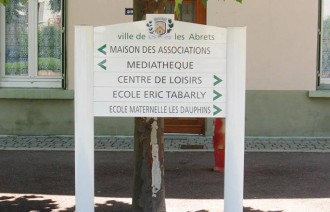 ville de les Abrets
MAISON DES ASSOCIATIONS
MEDIATHEQUE
CENTRE DE LOISIRS
ECOLE ERIC TABARLY
ECOLE MATERNELLE LES DAUPHINS